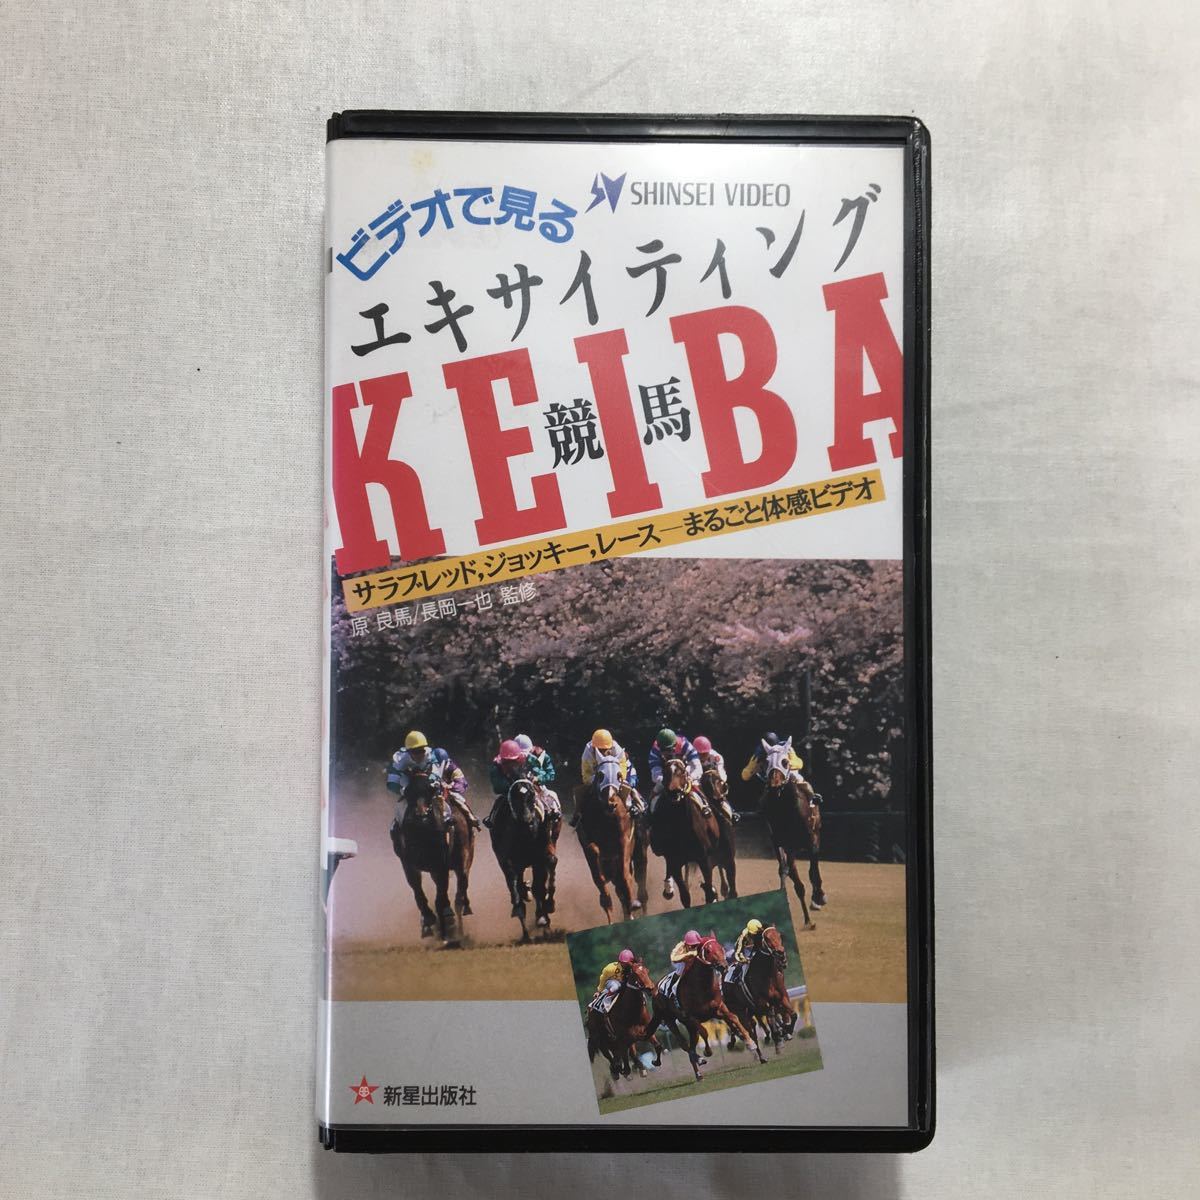 ビデオで見る
SHINSEI VIDEO
エキサイティング
KEIBA
競馬
サラブレッド,ジョッキー,レース―まるごと体感ビデオ
原 良馬/長岡一也 監修
新星出版社